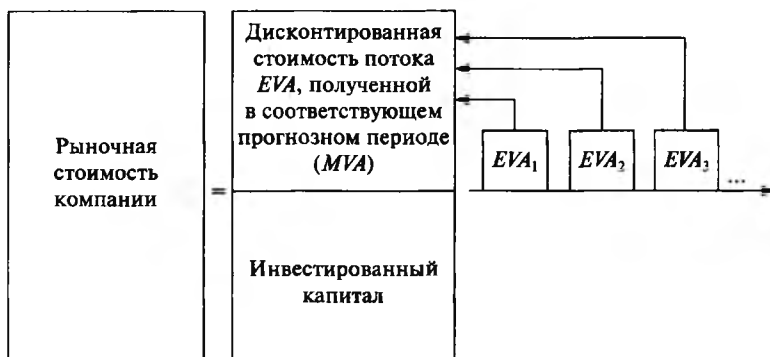 Рыночная
стоимость
компании
=
Дисконтированная
стоимость потока
EVA, полученной
в соответствующем
прогнозном периоде
(MVA)
Инвестированный
капитал
EVA₁
EVA₂
EVA₃
...